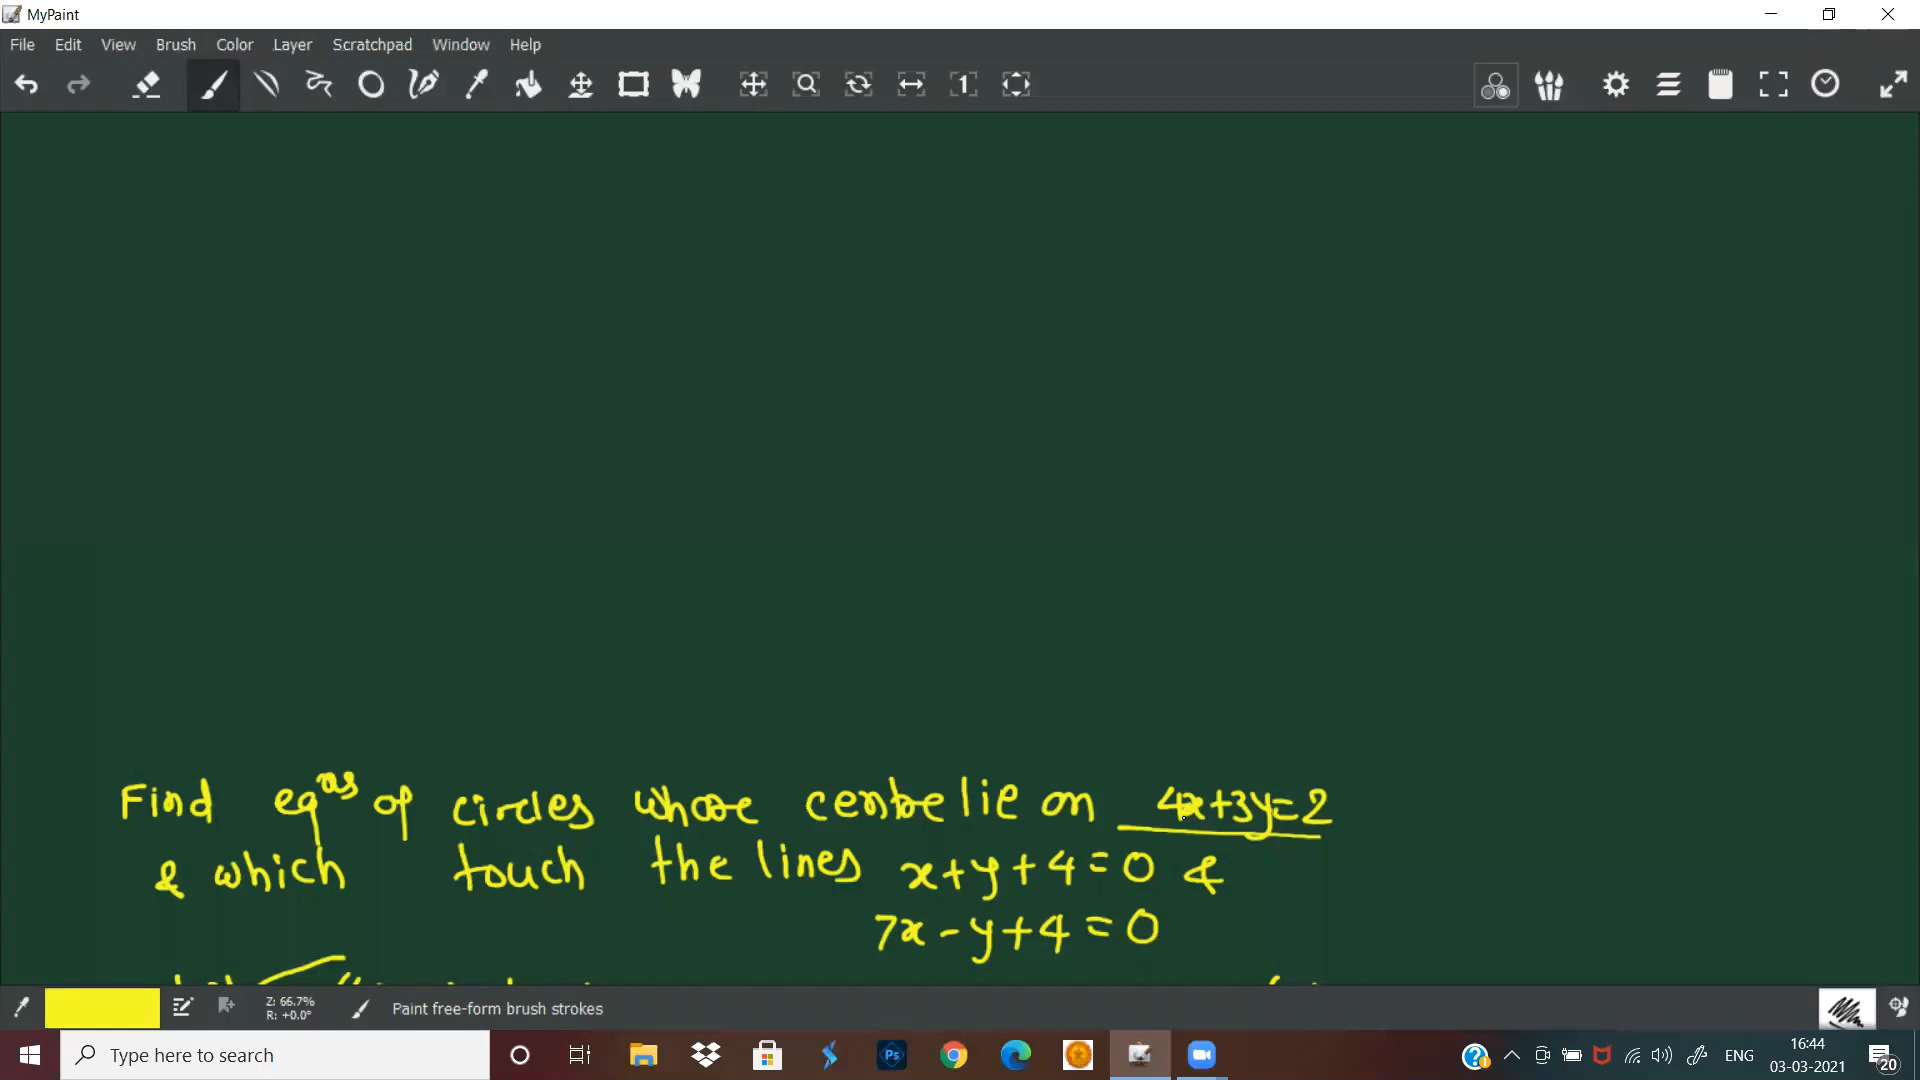 MyPaint
File Edit View Brush Color Layer Scratchpad Window Help
Find eqns of circles whose centre lie on 4x+3y=2
& which touch the lines x+y+4=0 &
7x-y+4=0
Z: 66.7%
R: +0.0°
Paint free-form brush strokes
Type here to search
Ps
ENG
16:44
03-03-2021
20